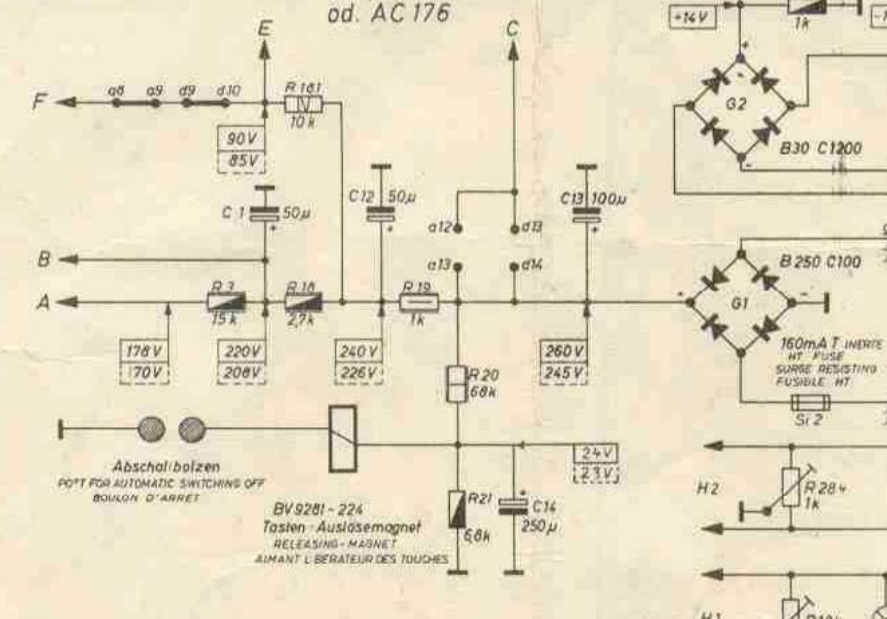 od. AC 176
E
C
+14V
1k
F
a8 a9 d9 d10
R 181
10k
90V
85V
G2
B30 C1200
C 1
50µ
C 12
50µ
C13
100µ
a12
d13
a13
d14
B
A
R 3
15k
R 18
2,7k
R 19
1k
B 250 C100
G1
178V
170V
220V
208V
240V
226V
260V
245V
160mA T INERTE
HT FUSE
SURGE RESISTING
FUSIBLE HT
Si 2
R 20
68k
24V
23V
Abschaltbolzen
POST FOR AUTOMATIC SWITCHING OFF
BOULON D'ARRET
BV9281-224
Tasten-Auslösemagnet
RELEASING-MAGNET
AIMANT LIBERATEUR DES TOUCHES
R21
6,8k
C14
250µ
H2
R 284
1k
H1